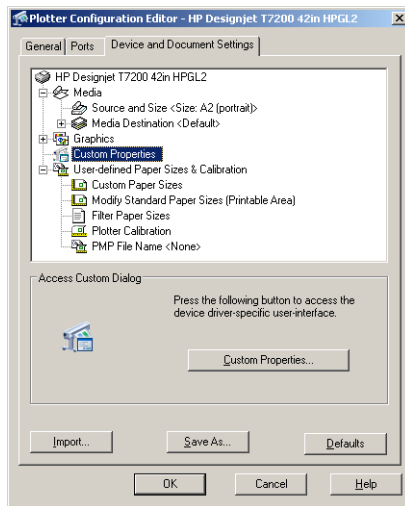 Plotter Configuration Editor - HP Designjet T7200 42in HPGL2
General Ports Device and Document Settings
HP Designjet T7200 42in HPGL2
Media
Source and Size <Size: A2 (portrait)>
Media Destination <Default>
Graphics
Custom Properties
User-defined Paper Sizes & Calibration
Custom Paper Sizes
Modify Standard Paper Sizes (Printable Area)
Filter Paper Sizes
Plotter Calibration
PMP File Name <None>
Access Custom Dialog
Press the following button to access the
device driver-specific user-interface.
Custom Properties...
Import... Save As... Defaults
OK Cancel Help